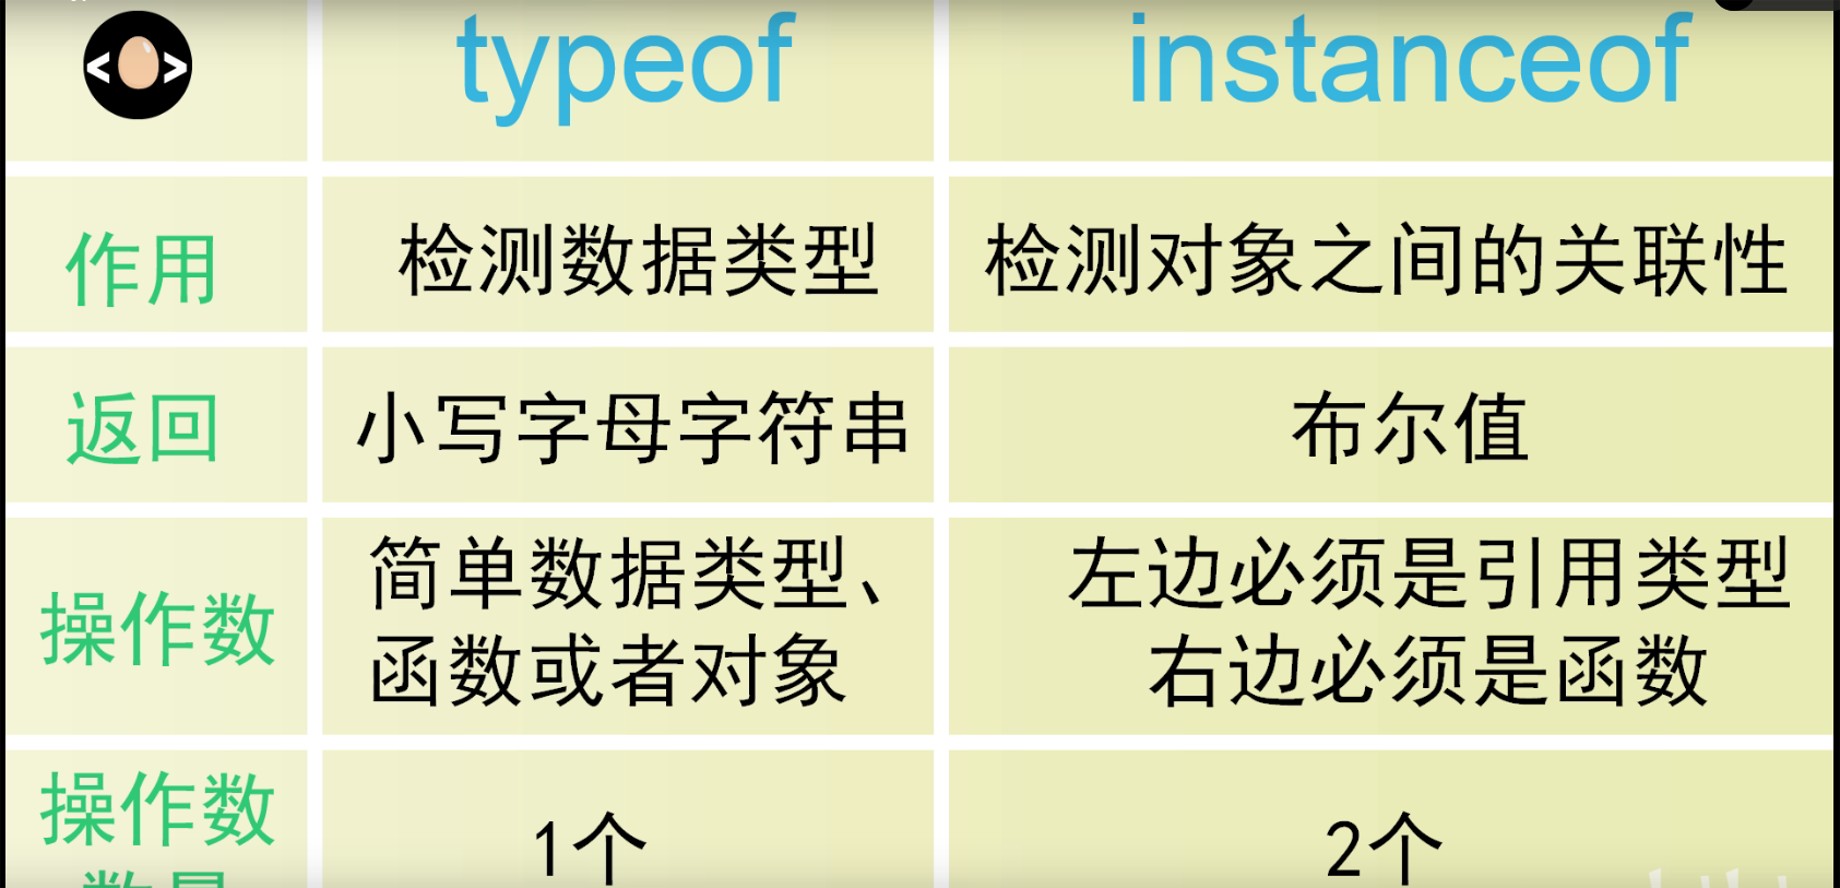 typeof instanceof
作用 检测数据类型 检测对象之间的关联性
返回 小写字母字符串 布尔值
操作数 简单数据类型、 左边必须是引用类型
函数或者对象 右边必须是函数
操作数 1个 2个